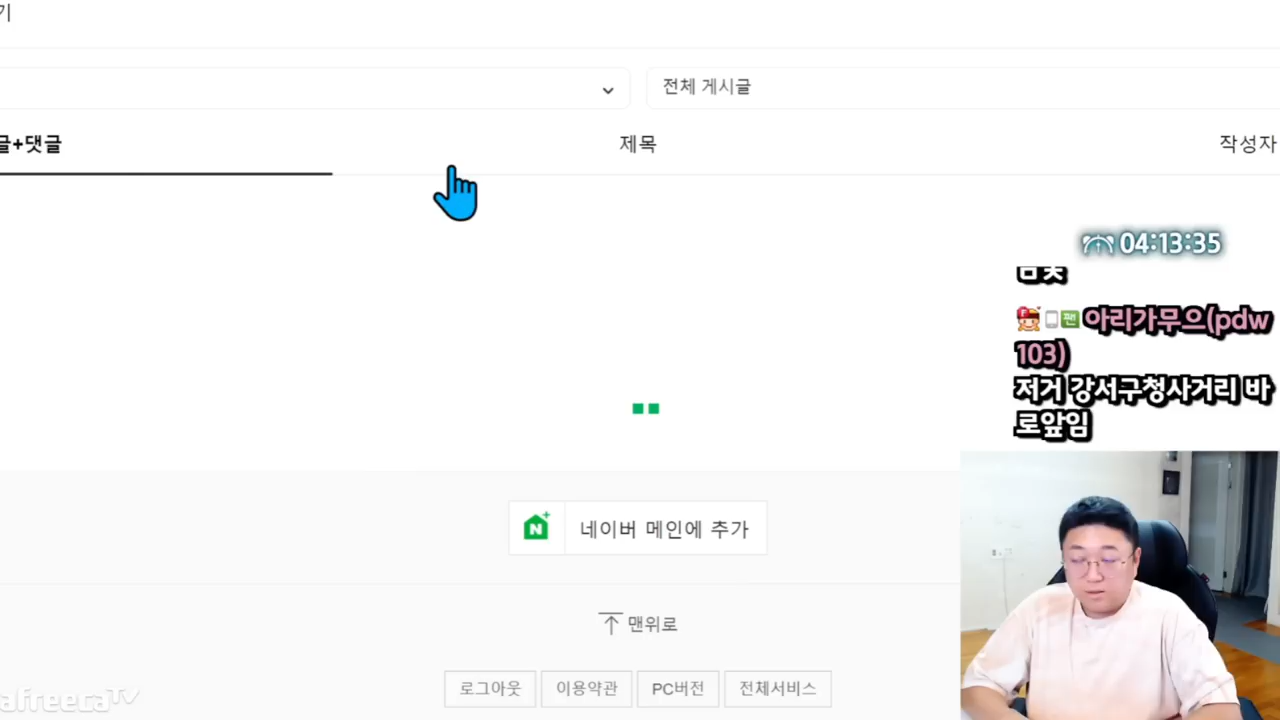 기
전체 게시글
글+댓글
제목
작성자
04:13:35
아리가무으(pdw
103)
저거 강서구청사거리 바
로앞임
N
네이버 메인에 추가
맨위로
로그아웃
이용약관
PC버전
전체서비스
afreecaTV